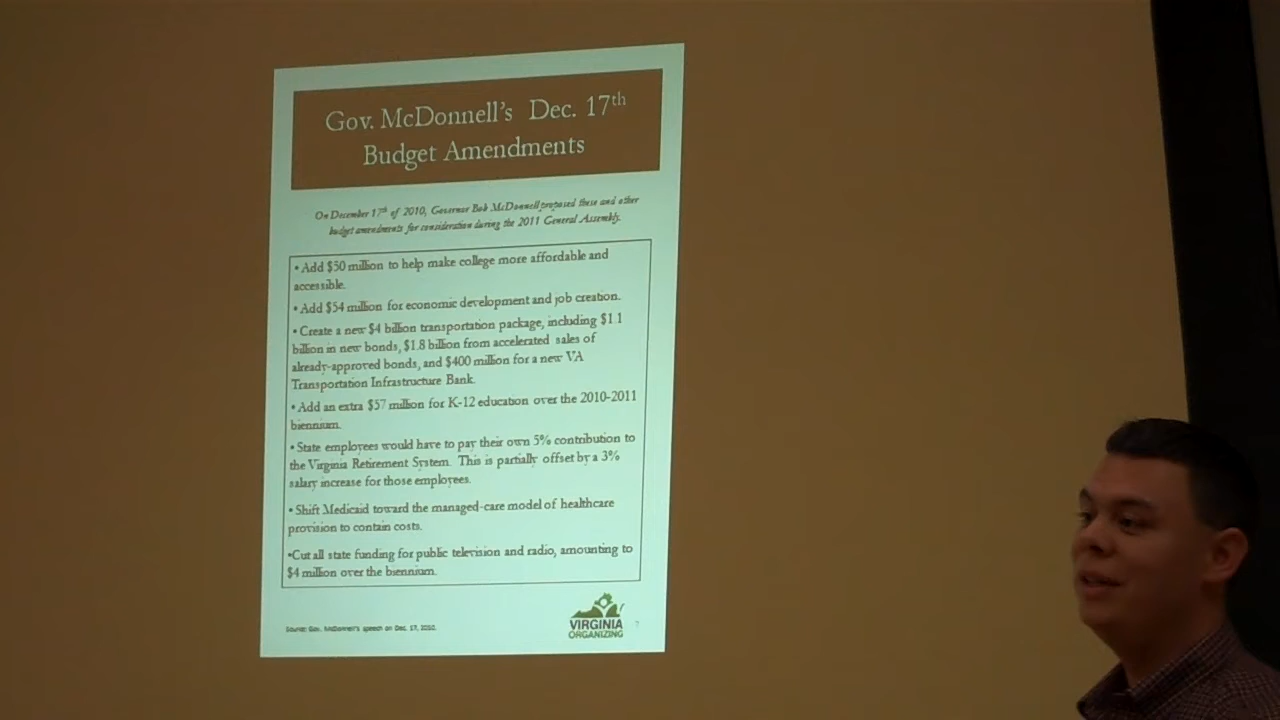 Gov. McDonnell's Dec. 17th
Budget Amendments
On December 17th of 2010, Governor Bob McDonnell proposed these and other
budget amendments for consideration during the 2011 General Assembly.
• Add $50 million to help make college more affordable and
accessible.
• Add $54 million for economic development and job creation.
• Create a new $4 billion transportation package, including $1.1
billion in new bonds, $1.8 billion from accelerated sales of
already-approved bonds, and $400 million for a new VA
Transportation Infrastructure Bank.
• Add an extra $57 million for K-12 education over the 2010-2011
biennium.
• State employees would have to pay their own 5% contribution to
the Virginia Retirement System. This is partially offset by a 3%
salary increase for those employees.
• Shift Medicaid toward the managed-care model of healthcare
provision to contain costs.
•Cut all state funding for public television and radio, amounting to
$4 million over the biennium.
Source: Gov. McDonnell's speech on Dec. 17, 2010.
VIRGINIA
ORGANIZING
7